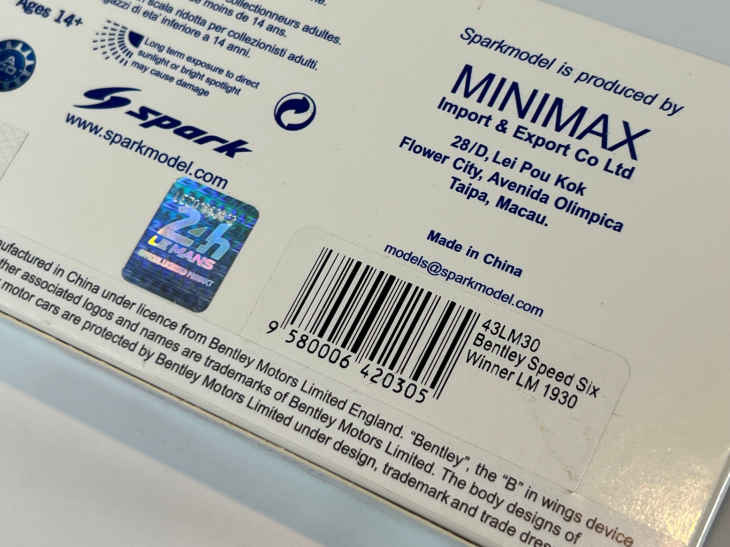 collectionneurs adultes.
moins de 14 ans.
scala ridotta per collezionisti adulti.
ragazzi di eta' inferiore a 14 anni.
Ages 14+
Long term exposure to direct
sunlight or bright spotlight
may cause damage
spark
www.sparkmodel.com
24h
LE MANS
Sparkmodel is produced by
MINIMAX
Import & Export Co Ltd
28/D, Lei Pou Kok
Flower City, Avenida Olimpica
Taipa, Macau.
Made in China
models@sparkmodel.com
43LM30
Bentley Speed Six
Winner LM 1930
9 580006 420305
in China under licence from Bentley Motors Limited England. "Bentley", the "B" in wings device
other associated logos and names are trademarks of Bentley Motors Limited. The body designs of
motor cars are protected by Bentley Motors Limited under design, trademark and trade